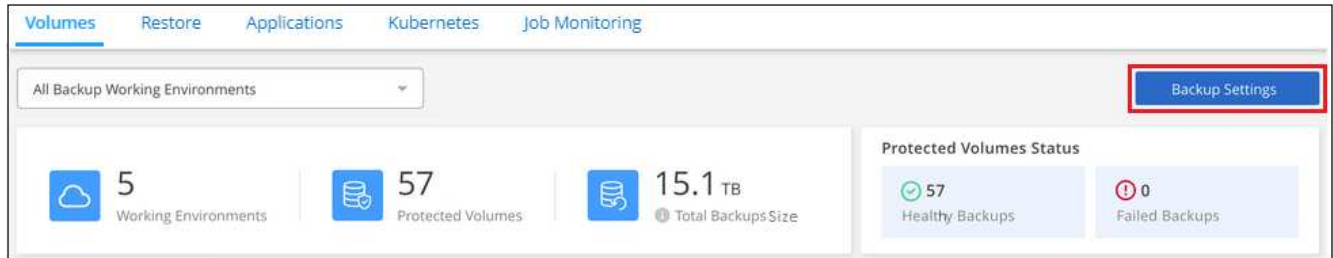 Volumes Restore Applications Kubernetes Job Monitoring
All Backup Working Environments
Backup Settings
5
Working Environments
57
Protected Volumes
15.1 TB
Total Backups Size
Protected Volumes Status
57
Healthy Backups
0
Failed Backups